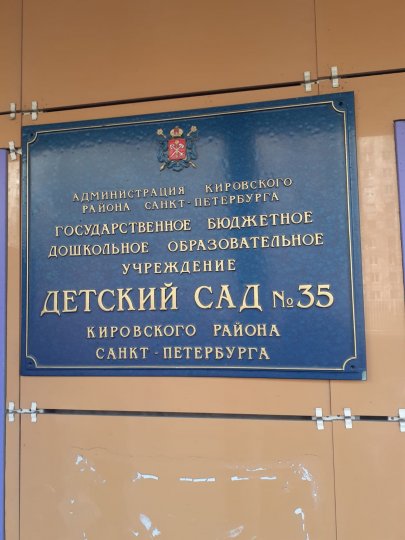 АДМИНИСТРАЦИЯ КИРОВСКОГО
РАЙОНА САНКТ-ПЕТЕРБУРГА
ГОСУДАРСТВЕННОЕ БЮДЖЕТНОЕ
ДОШКОЛЬНОЕ ОБРАЗОВАТЕЛЬНОЕ
УЧРЕЖДЕНИЕ
ДЕТСКИЙ САД №35
КИРОВСКОГО РАЙОНА
САНКТ-ПЕТЕРБУРГА